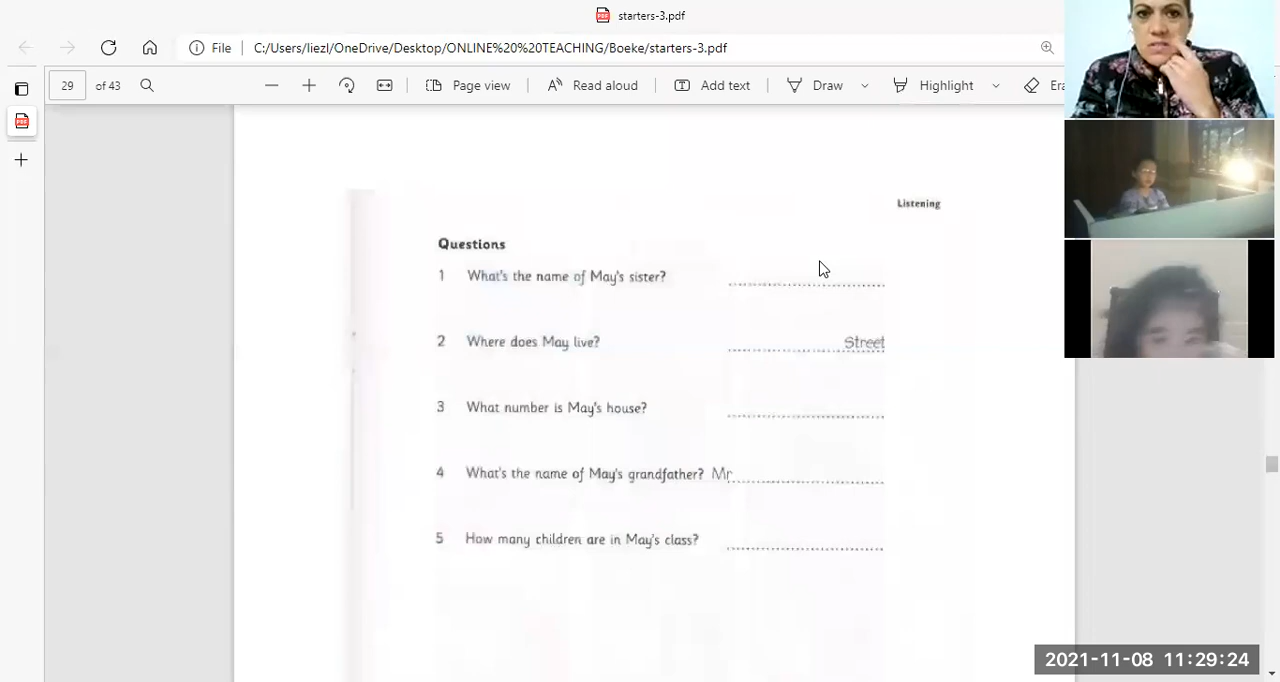 starters-3.pdf
File C:/Users/liezl/OneDrive/Desktop/ONLINE%20%20TEACHING/Boeke/starters-3.pdf
29 of 43 Page view Read aloud Add text Draw Highlight Era
Listening
Questions
1 What's the name of May's sister?
2 Where does May live? Street
3 What number is May's house?
4 What's the name of May's grandfather? Mr
5 How many children are in May's class?
2021-11-08 11:29:24